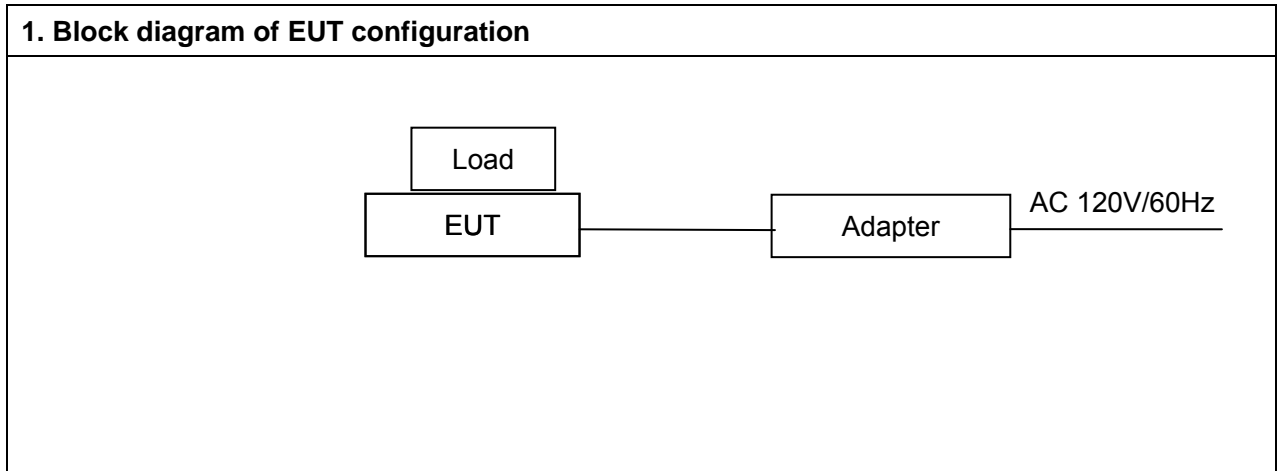 1. Block diagram of EUT configuration
Load
EUT
Adapter
AC 120V/60Hz